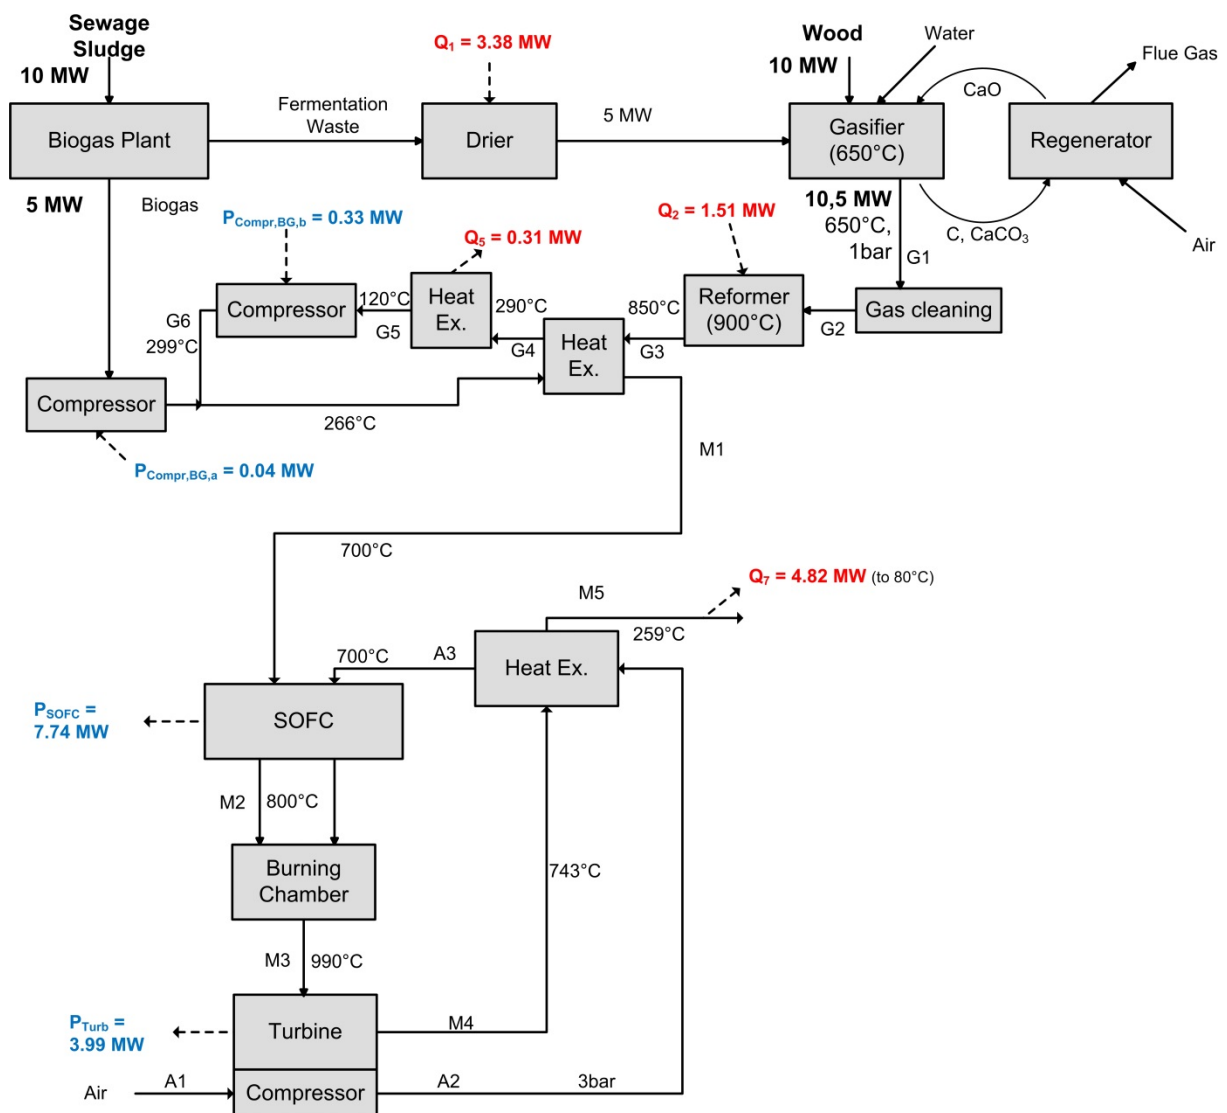 Sewage
Sludge
10 MW
Q1 = 3.38 MW
Wood
10 MW
Water
Flue Gas
CaO
Biogas Plant
Fermentation
Waste
Drier
5 MW
Gasifier
(650°C)
Regenerator
5 MW
Biogas
10,5 MW
650°C,
1bar
G1
C, CaCO3
Air
PCompr,BG,b = 0.33 MW
Q5 = 0.31 MW
Q2 = 1.51 MW
Compressor
120°C
G5
Heat
Ex.
290°C
G4
Heat
Ex.
850°C
G3
Reformer
(900°C)
G2
Gas cleaning
G6
299°C
Compressor
266°C
PCompr,BG,a = 0.04 MW
M1
700°C
Q7 = 4.82 MW (to 80°C)
M5
259°C
700°C
A3
Heat Ex.
PSOFC =
7.74 MW
SOFC
M2
800°C
Burning
Chamber
743°C
M3
990°C
PTurb =
3.99 MW
Turbine
M4
Air
A1
Compressor
A2
3bar